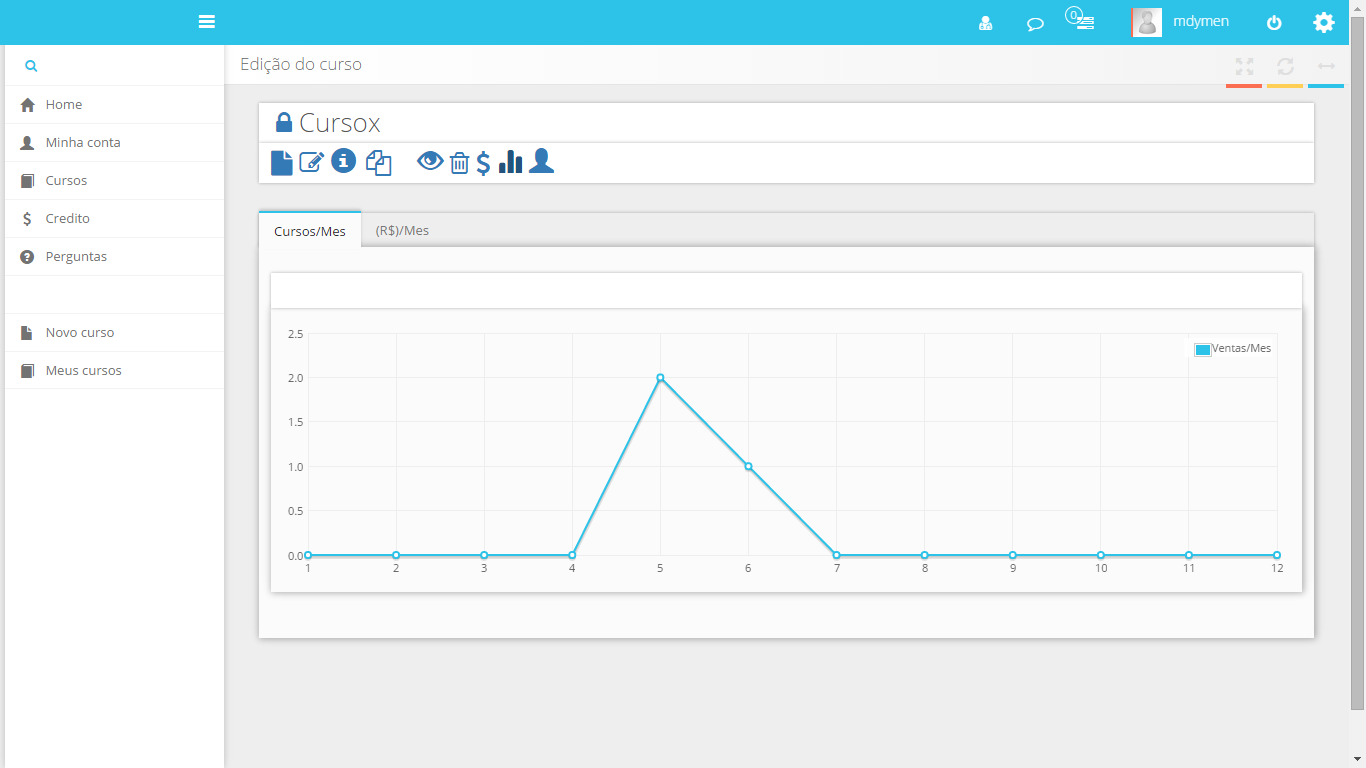 0
mdymen
Edição do curso
Home
Minha conta
Cursos
Credito
Perguntas
Novo curso
Meus cursos
Cursox
Cursos/Mes
(R$)/Mes
Ventas/Mes
2.5
2.0
1.5
1.0
0.5
0.0
1 2 3 4 5 6 7 8 9 10 11 12